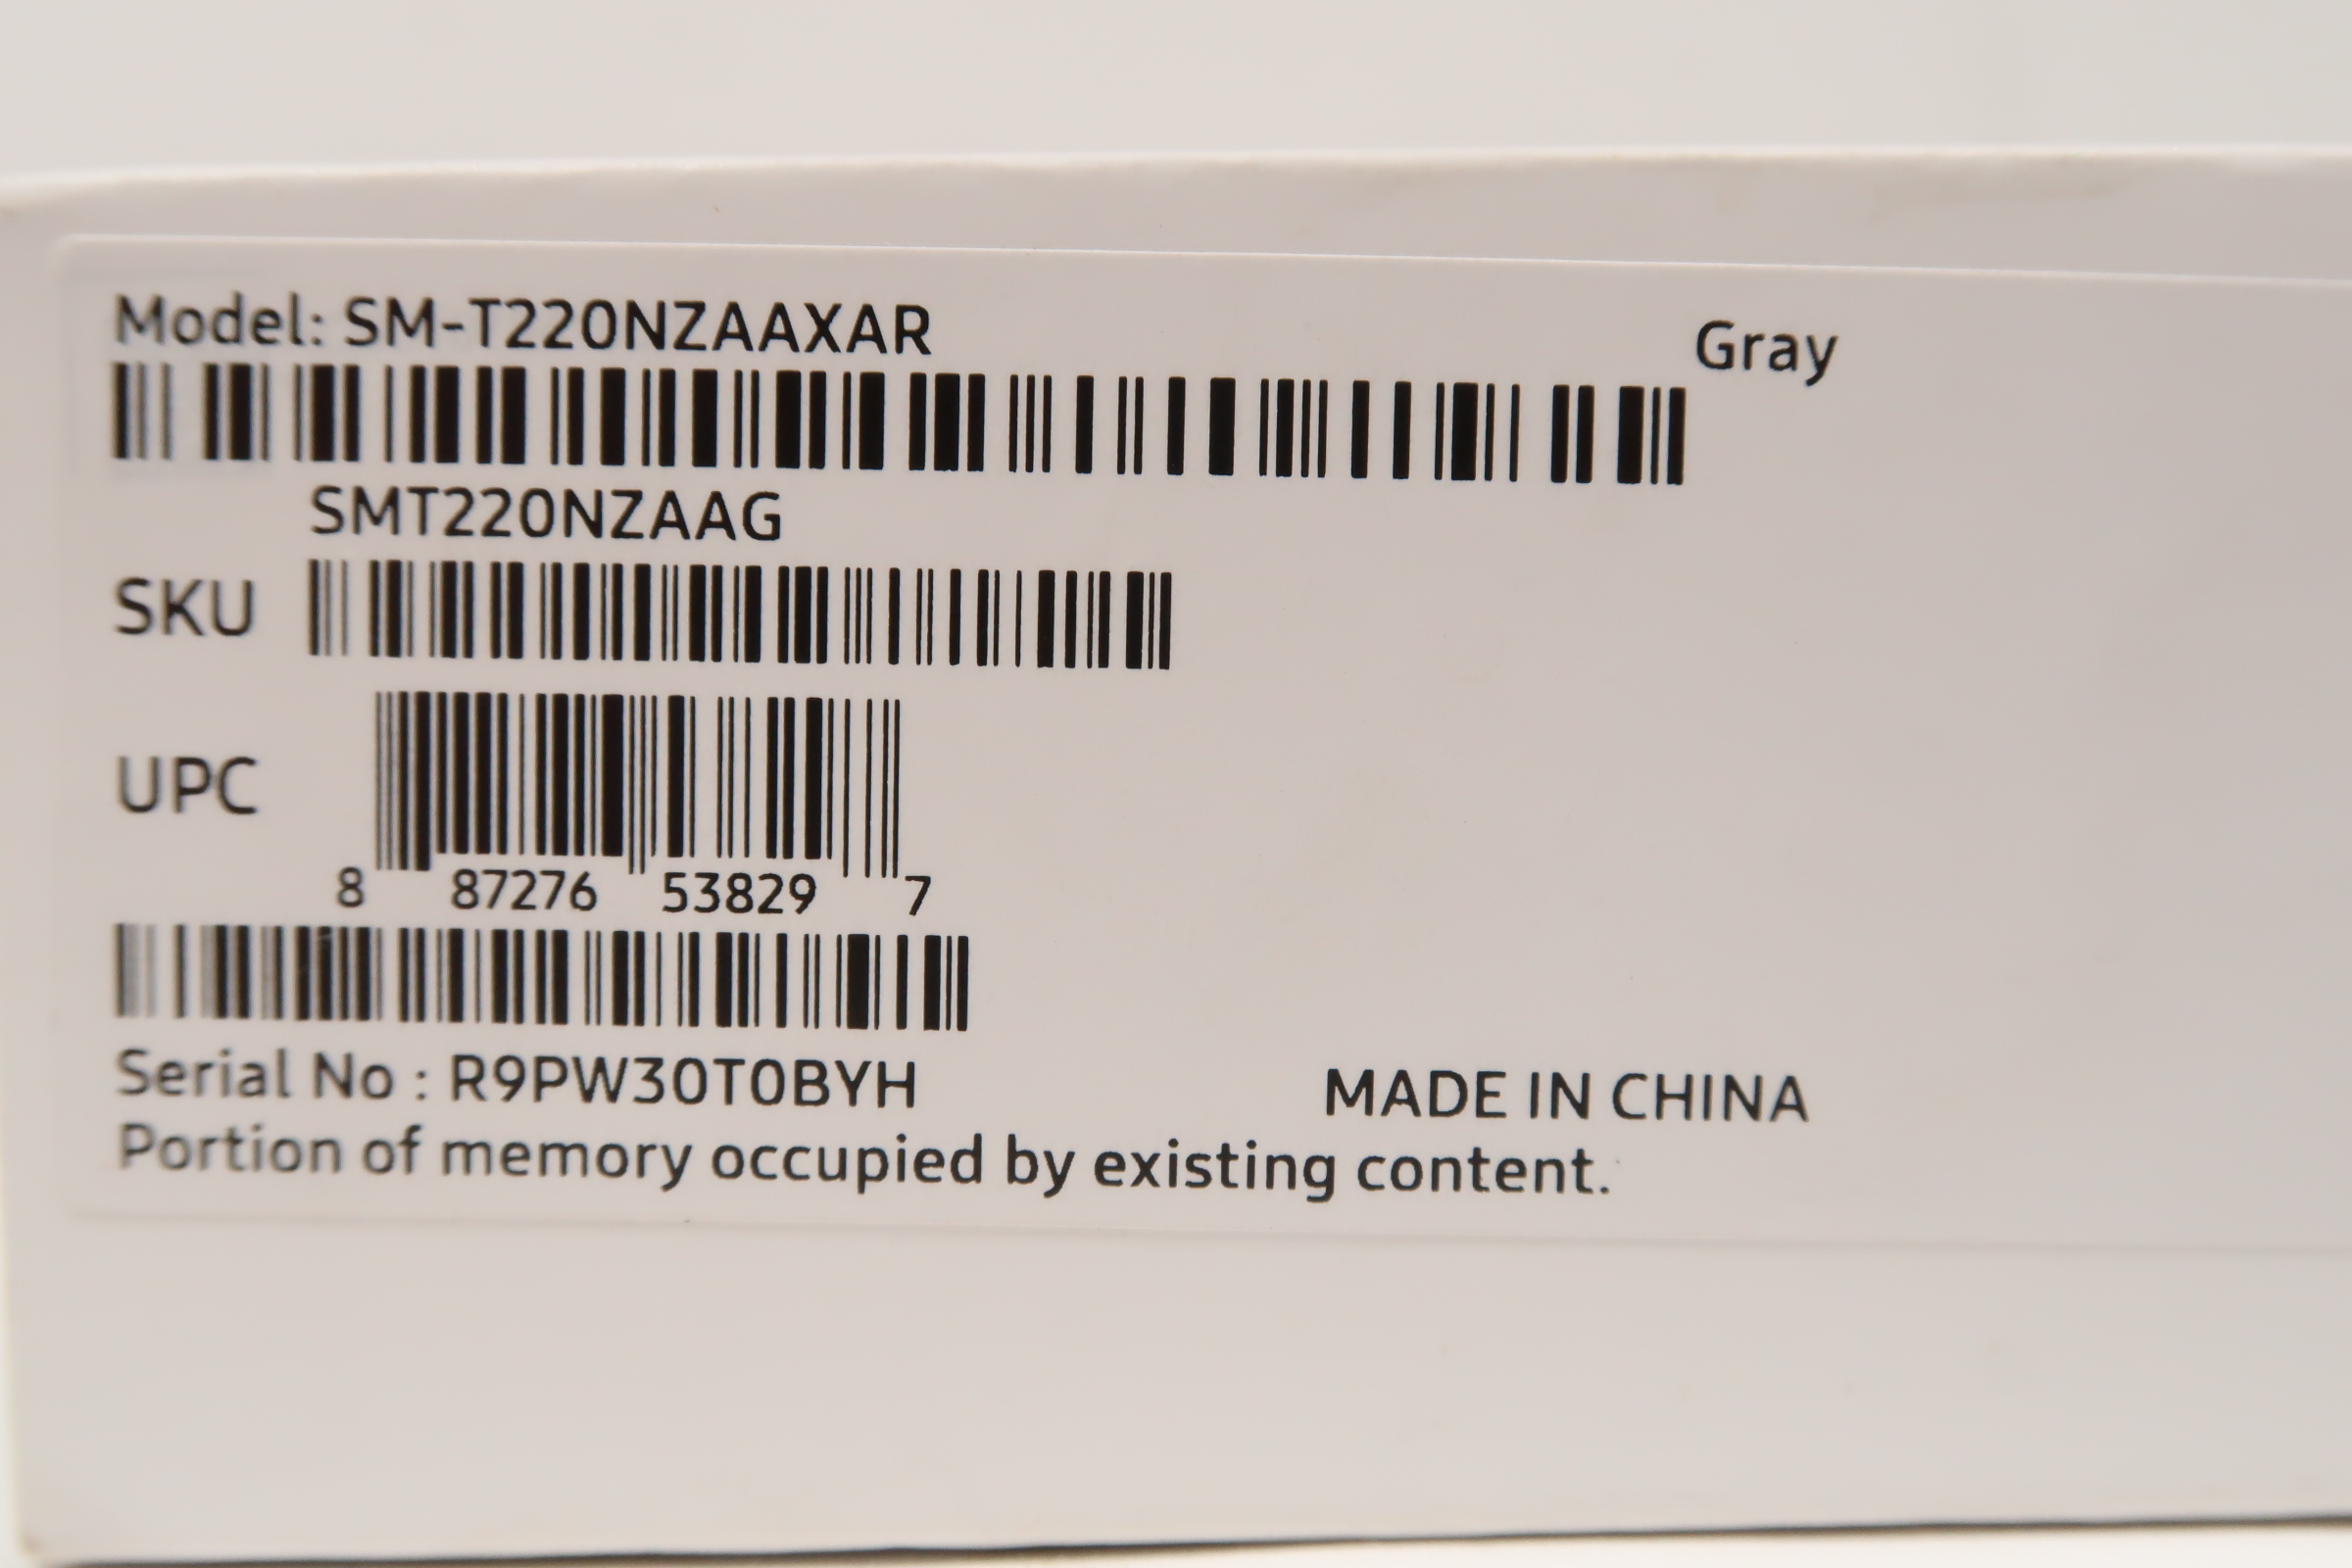 Model: SM-T220NZAAXAR
Gray
SMT220NZAAG
SKU
UPC
8 87276 53829 7
Serial No : R9PW30T0BYH
MADE IN CHINA
Portion of memory occupied by existing content.